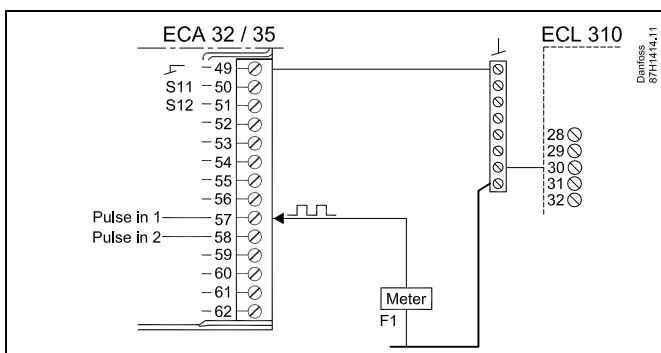 ECA 32 / 35
ECL 310
Danfoss
87H1414.11
49
S11 50
S12 51
52
53
54
55
56
Pulse in 1 57
Pulse in 2 58
59
60
61
62
28
29
30
31
32
Meter
F1